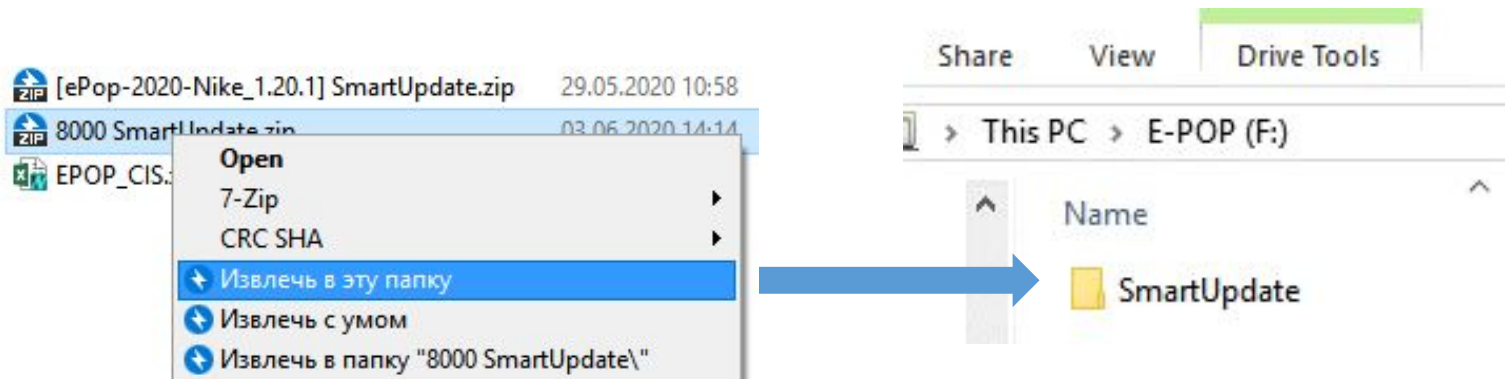 [ePop-2020-Nike_1.20.1] SmartUpdate.zip 29.05.2020 10:58
8000 SmartUpdate.zip 03.06.2020 14:14
EPOP_CIS.
Open
7-Zip
CRC SHA
Извлечь в эту папку
Извлечь с умом
Извлечь в папку "8000 SmartUpdate\"
Share View Drive Tools
> This PC > E-POP (F:)
Name
SmartUpdate